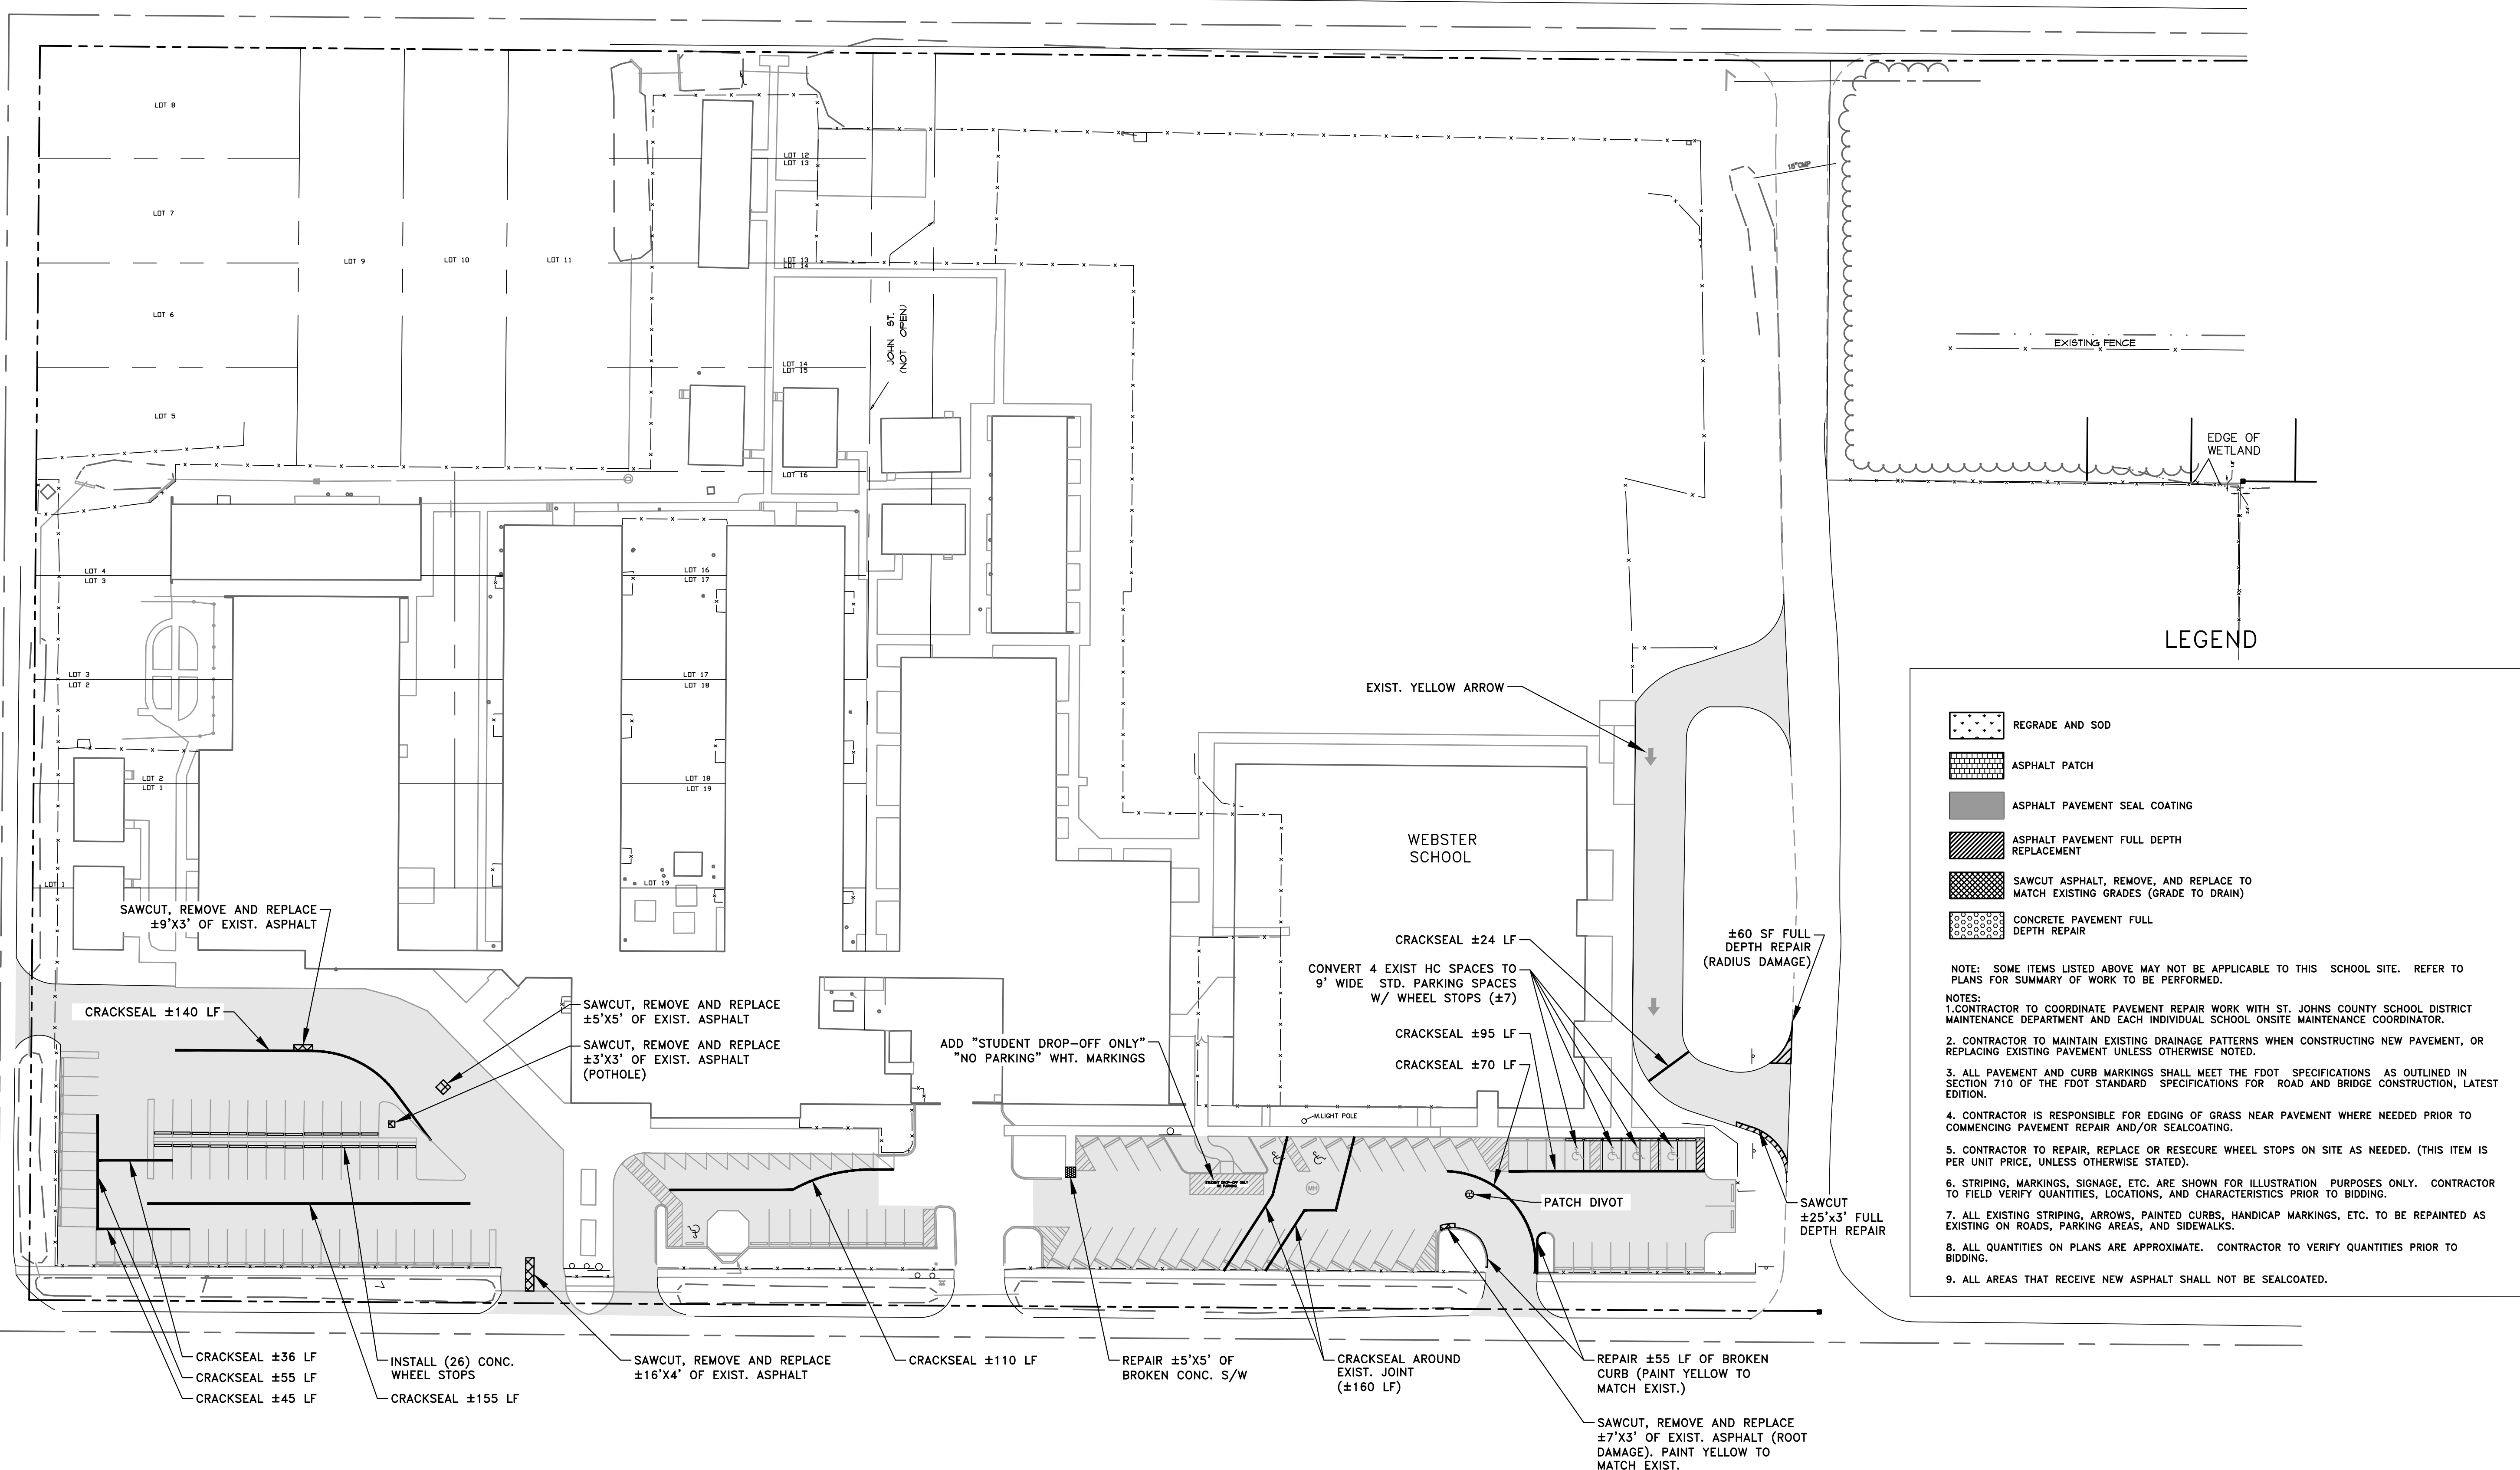 LOT 8
LOT 7
LOT 6
LOT 5
LOT 9
LOT 10
LOT 11
LOT 12
LOT 13
LOT 13
LOT 14
LOT 14
LOT 15
LOT 16
JOHN ST.
(NOT OPEN)
15"CMP
EXISTING FENCE
EDGE OF
WETLAND
LOT 4
LOT 3
LOT 16
LOT 17
LOT 3
LOT 2
LOT 17
LOT 18
LOT 2
LOT 1
LOT 18
LOT 19
LOT 1
LOT 19
EXIST. YELLOW ARROW
WEBSTER
SCHOOL
SAWCUT, REMOVE AND REPLACE
±9'X3' OF EXIST. ASPHALT
CRACKSEAL ±140 LF
SAWCUT, REMOVE AND REPLACE
±5'X5' OF EXIST. ASPHALT
SAWCUT, REMOVE AND REPLACE
±3'X3' OF EXIST. ASPHALT
(POTHOLE)
ADD "STUDENT DROP-OFF ONLY"
"NO PARKING" WHT. MARKINGS
CRACKSEAL ±24 LF
CONVERT 4 EXIST HC SPACES TO
9' WIDE STD. PARKING SPACES
W/ WHEEL STOPS (±7)
CRACKSEAL ±95 LF
CRACKSEAL ±70 LF
±60 SF FULL
DEPTH REPAIR
(RADIUS DAMAGE)
M.LIGHT POLE
STUDENT DROP-OFF ONLY
NO PARKING
MH
PATCH DIVOT
SAWCUT
±25'x3' FULL
DEPTH REPAIR
CRACKSEAL ±36 LF
CRACKSEAL ±55 LF
CRACKSEAL ±45 LF
INSTALL (26) CONC.
WHEEL STOPS
CRACKSEAL ±155 LF
SAWCUT, REMOVE AND REPLACE
±16'X4' OF EXIST. ASPHALT
CRACKSEAL ±110 LF
REPAIR ±5'X5' OF
BROKEN CONC. S/W
CRACKSEAL AROUND
EXIST. JOINT
(±160 LF)
REPAIR ±55 LF OF BROKEN
CURB (PAINT YELLOW TO
MATCH EXIST.)
SAWCUT, REMOVE AND REPLACE
±7'X3' OF EXIST. ASPHALT (ROOT
DAMAGE). PAINT YELLOW TO
MATCH EXIST.
LEGEND
REGRADE AND SOD
ASPHALT PATCH
ASPHALT PAVEMENT SEAL COATING
ASPHALT PAVEMENT FULL DEPTH
REPLACEMENT
SAWCUT ASPHALT, REMOVE, AND REPLACE TO
MATCH EXISTING GRADES (GRADE TO DRAIN)
CONCRETE PAVEMENT FULL
DEPTH REPAIR
NOTE: SOME ITEMS LISTED ABOVE MAY NOT BE APPLICABLE TO THIS SCHOOL SITE. REFER TO
PLANS FOR SUMMARY OF WORK TO BE PERFORMED.
NOTES:
1.CONTRACTOR TO COORDINATE PAVEMENT REPAIR WORK WITH ST. JOHNS COUNTY SCHOOL DISTRICT
MAINTENANCE DEPARTMENT AND EACH INDIVIDUAL SCHOOL ONSITE MAINTENANCE COORDINATOR.
2. CONTRACTOR TO MAINTAIN EXISTING DRAINAGE PATTERNS WHEN CONSTRUCTING NEW PAVEMENT, OR
REPLACING EXISTING PAVEMENT UNLESS OTHERWISE NOTED.
3. ALL PAVEMENT AND CURB MARKINGS SHALL MEET THE FDOT SPECIFICATIONS AS OUTLINED IN
SECTION 710 OF THE FDOT STANDARD SPECIFICATIONS FOR ROAD AND BRIDGE CONSTRUCTION, LATEST
EDITION.
4. CONTRACTOR IS RESPONSIBLE FOR EDGING OF GRASS NEAR PAVEMENT WHERE NEEDED PRIOR TO
COMMENCING PAVEMENT REPAIR AND/OR SEALCOATING.
5. CONTRACTOR TO REPAIR, REPLACE OR RESECURE WHEEL STOPS ON SITE AS NEEDED. (THIS ITEM IS
PER UNIT PRICE, UNLESS OTHERWISE STATED).
6. STRIPING, MARKINGS, SIGNAGE, ETC. ARE SHOWN FOR ILLUSTRATION PURPOSES ONLY. CONTRACTOR
TO FIELD VERIFY QUANTITIES, LOCATIONS, AND CHARACTERISTICS PRIOR TO BIDDING.
7. ALL EXISTING STRIPING, ARROWS, PAINTED CURBS, HANDICAP MARKINGS, ETC. TO BE REPAINTED AS
EXISTING ON ROADS, PARKING AREAS, AND SIDEWALKS.
8. ALL QUANTITIES ON PLANS ARE APPROXIMATE. CONTRACTOR TO VERIFY QUANTITIES PRIOR TO
BIDDING.
9. ALL AREAS THAT RECEIVE NEW ASPHALT SHALL NOT BE SEALCOATED.